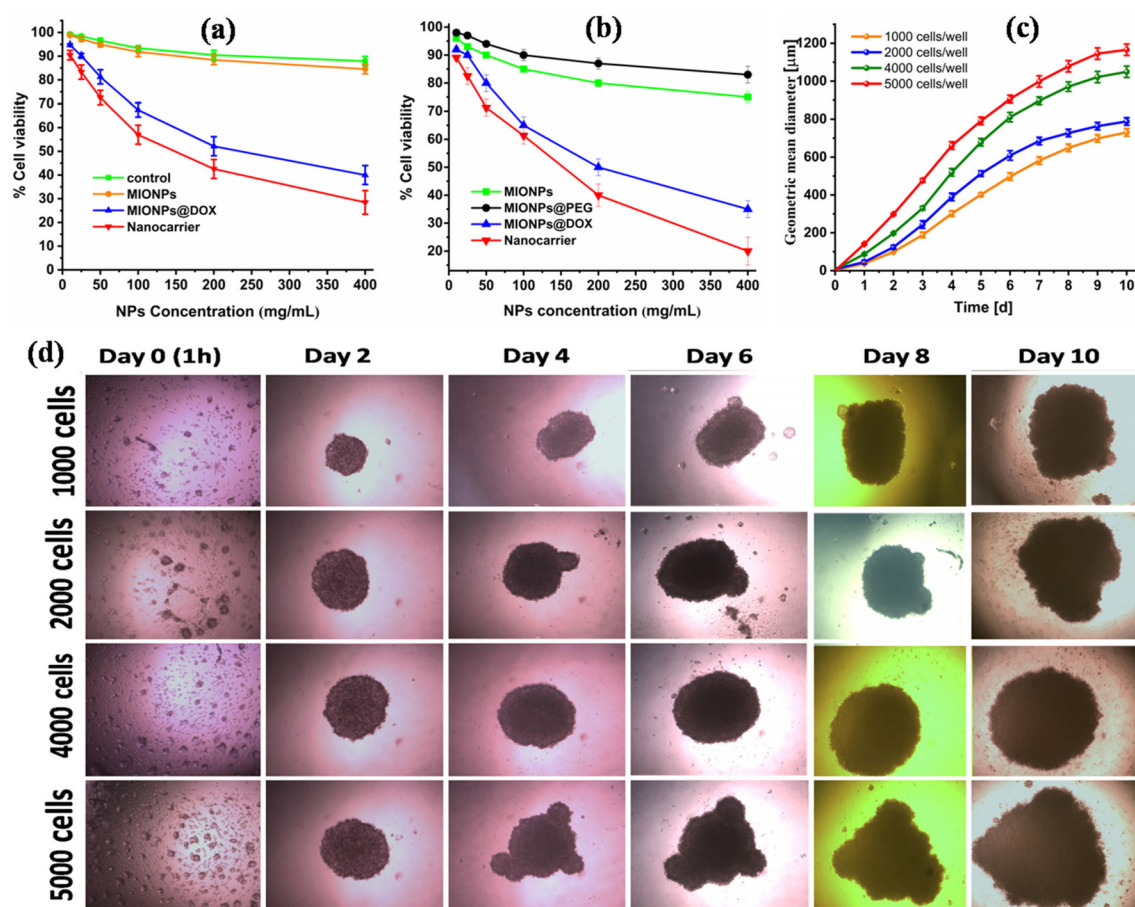 (a)
% Cell viability
100
90
80
70
60
50
40
30
20
10
0
control
MIONPs
MIONPs@DOX
Nanocarrier
0 50 100 150 200 250 300 350 400
NPs Concentration (mg/mL)
(b)
% Cell viability
100
90
80
70
60
50
40
30
20
MIONPs
MIONPs@PEG
MIONPs@DOX
Nanocarrier
0 50 100 150 200 250 300 350 400
NPs concentration (mg/mL)
(c)
Geometric mean diameter [µm]
1200
1000
800
600
400
200
0
1000 cells/well
2000 cells/well
4000 cells/well
5000 cells/well
0 1 2 3 4 5 6 7 8 9 10
Time [d]
(d)
Day 0 (1h) Day 2 Day 4 Day 6 Day 8 Day 10
1000 cells
2000 cells
4000 cells
5000 cells